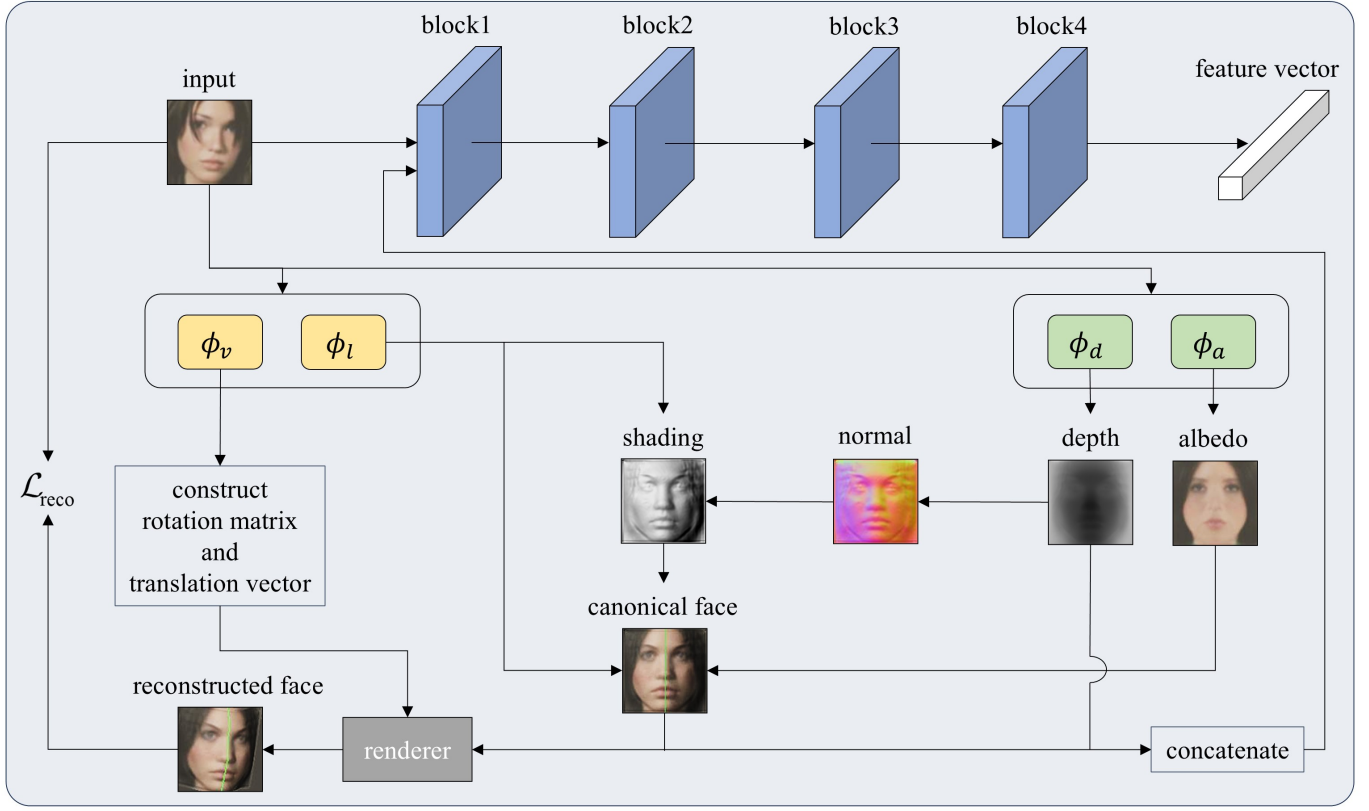 block1
block2
block3
block4
input
feature vector
ϕv
ϕl
ϕd
ϕa
shading
normal
depth
albedo
ℒreco
construct
rotation matrix
and
translation vector
canonical face
reconstructed face
renderer
concatenate